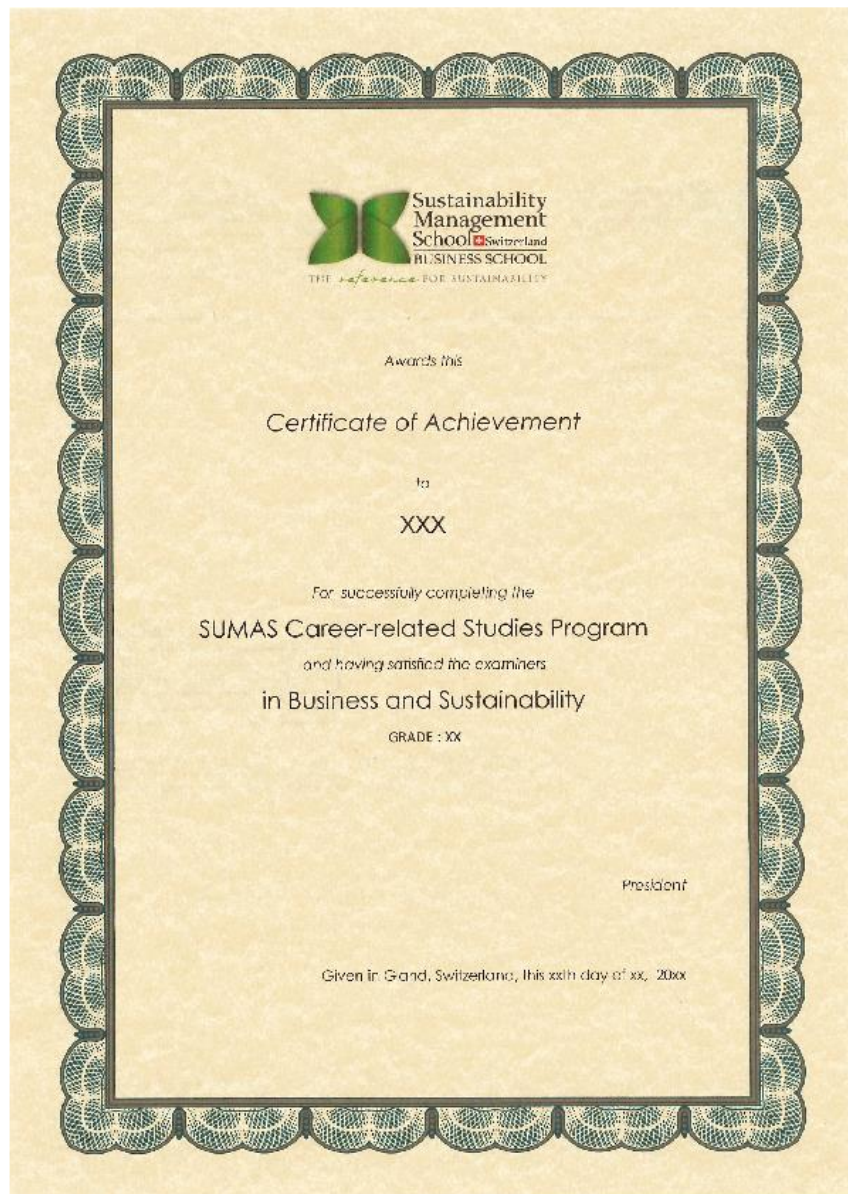 Sustainability
Management
School Switzerland
BUSINESS SCHOOL
THE reference FOR SUSTAINABILITY
Awards this
Certificate of Achievement
to
XXX
For successfully completing the
SUMAS Career-related Studies Program
and having satisfied the examiners
in Business and Sustainability
GRADE : XX
President
Given in Gland, Switzerland, this xxth day of xx, 20xx